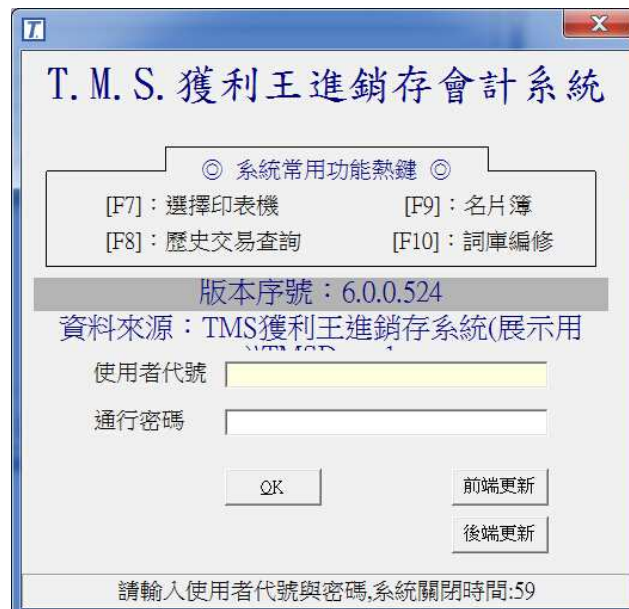 T.
T.M.S.獲利王進銷存會計系統
◎ 系統常用功能熱鍵 ◎
[F7]：選擇印表機 [F9]：名片簿
[F8]：歷史交易查詢 [F10]：詞庫編修
版本序號：6.0.0.524
資料來源：TMS獲利王進銷存系統(展示用
使用者代號
通行密碼
OK 前端更新
後端更新
請輸入使用者代號與密碼,系統關閉時間:59